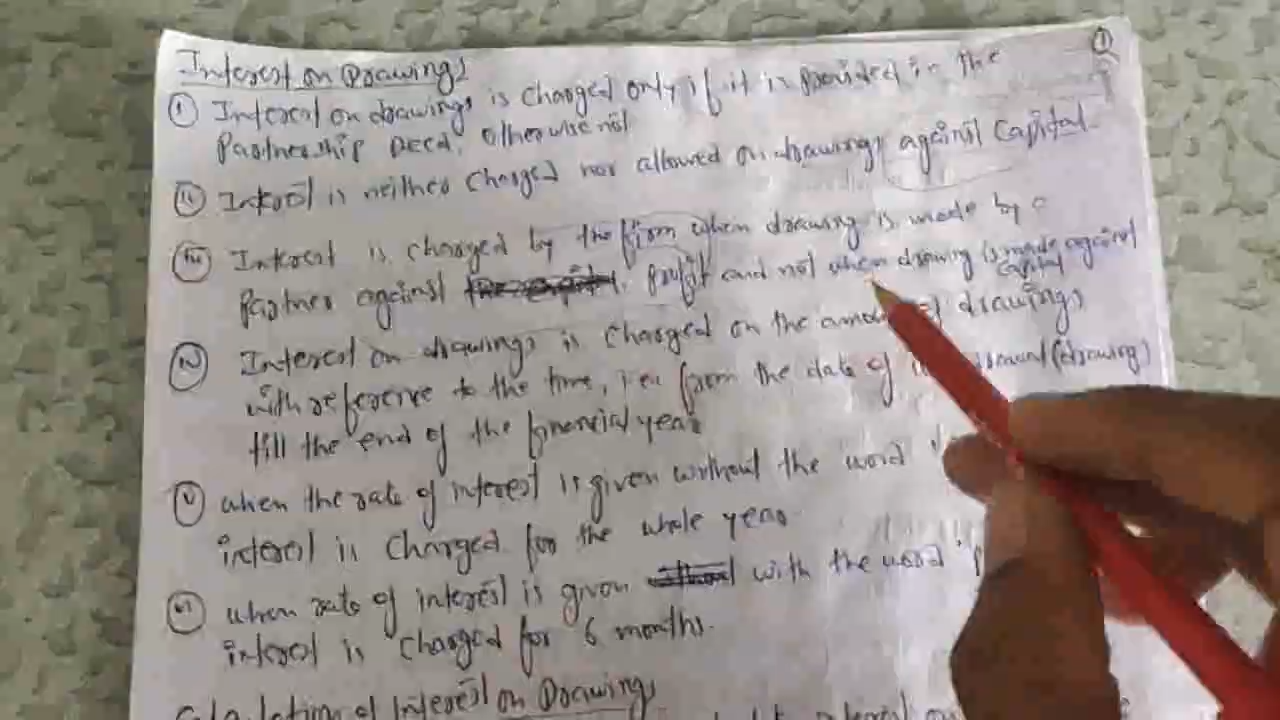 ①
Interest on Drawings
① Interest on drawings is charged only if it is provided in the
Partnership Deed, otherwise not
(ii) Interest is neither charged nor allowed on drawings against Capital
(iii) Interest is charged by the firm when drawing is made by a
Partner against profit and not when drawing is made against
capital
(iv) Interest on drawings is charged on the amount of drawings
with reference to the time, i.e. from the date of (drawing)
till the end of the financial year
(v) when the rate of interest is given without the word
interest is charged for the whole year
(vi) when rate of interest is given with the word
interest is charged for 6 months.
Calculation of Interest on Drawings